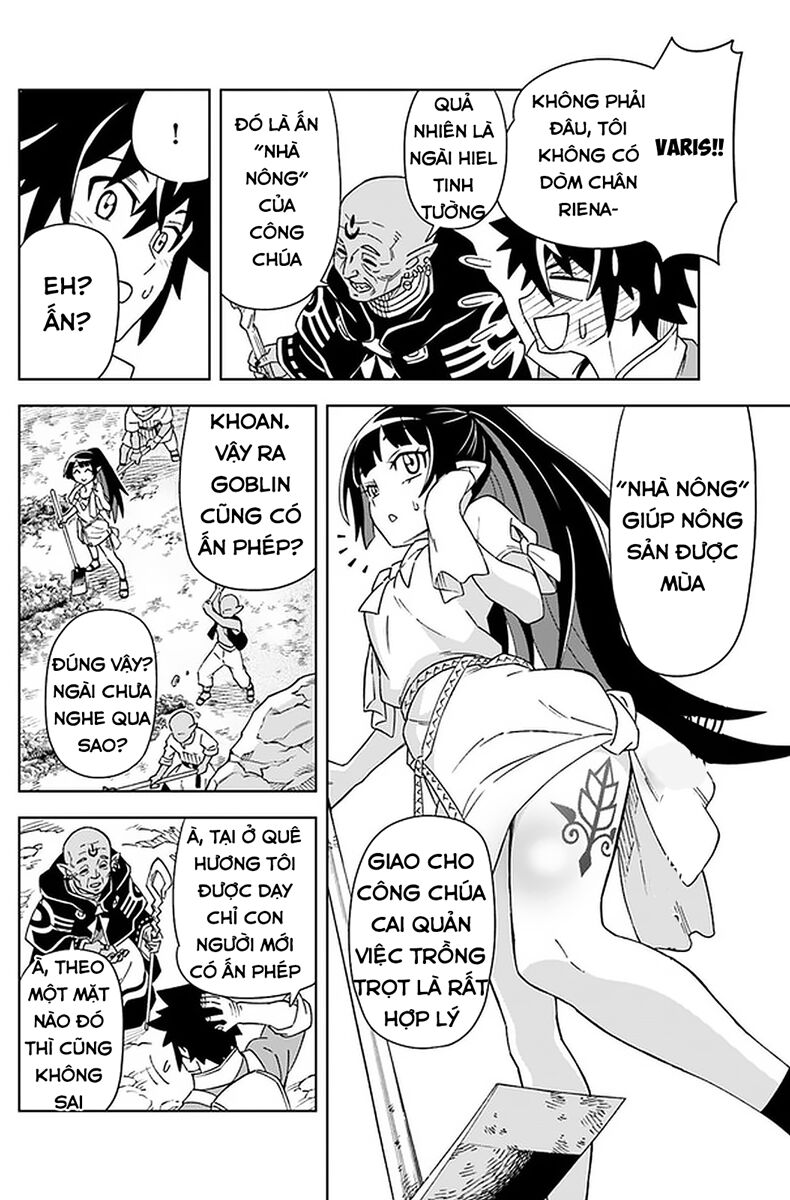 VARIS!!
KHÔNG PHẢI
ĐÂU, TÔI
KHÔNG CÓ
DÒM CHÂN
RIENA-
QUẢ
NHIÊN LÀ
NGÀI HIEL
TINH
TƯỜNG
ĐÓ LÀ ẤN
"NHÀ
NÔNG"
CỦA
CÔNG
CHÚA
!
EH?
ẤN?
"NHÀ NÔNG"
GIÚP NÔNG
SẢN ĐƯỢC
MÙA
GIAO CHO
CÔNG CHÚA
CAI QUẢN
VIỆC TRỒNG
TRỌT LÀ RẤT
HỢP LÝ
KHOAN.
VẬY RA
GOBLIN
CŨNG CÓ
ẤN PHÉP?
ĐÚNG VẬY?
NGÀI CHƯA
NGHE QUA
SAO?
À, TẠI Ở QUÊ
HƯƠNG TÔI
ĐƯỢC DẠY
CHỈ CON
NGƯỜI MỚI
CÓ ẤN PHÉP
À, THEO
MỘT MẶT
NÀO ĐÓ
THÌ CŨNG
KHÔNG
SAI